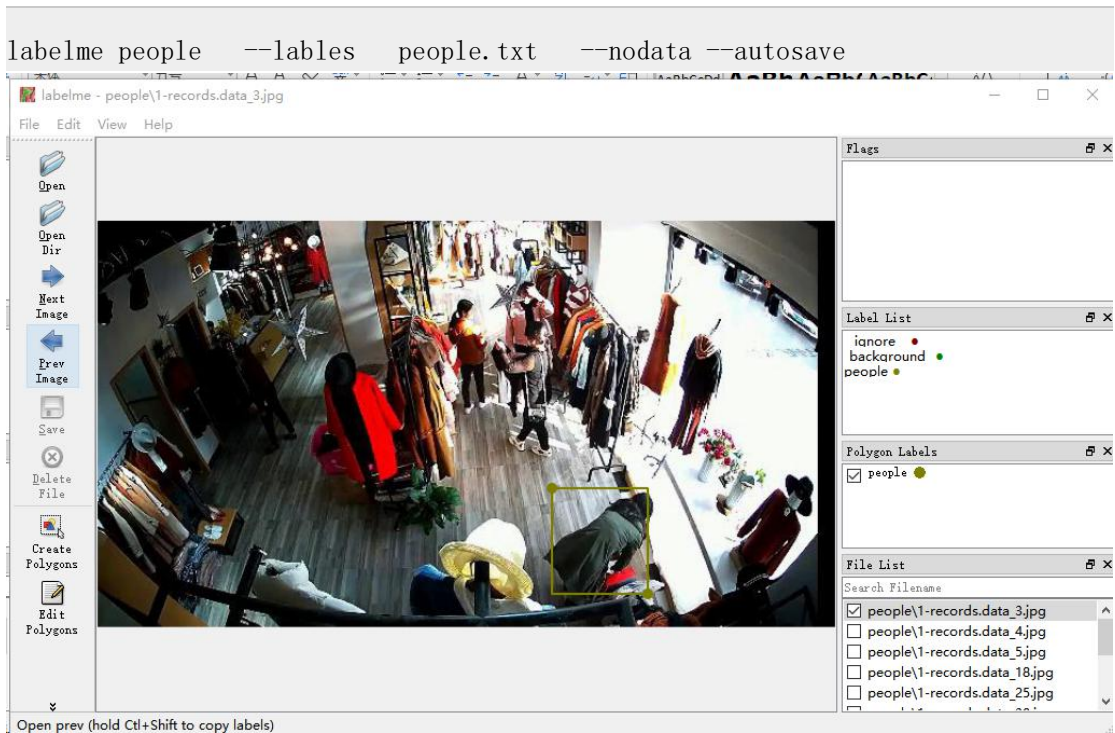 labelme people --lables people.txt --nodata --autosave
labelme - people\1-records.data_3.jpg
File Edit View Help
Open
Open
Dir
Next
Image
Prev
Image
Save
Delete
File
Create
Polygons
Edit
Polygons
Flags
Label List
ignore
background
people
Polygon Labels
people
File List
Search Filename
people\1-records.data_3.jpg
people\1-records.data_4.jpg
people\1-records.data_5.jpg
people\1-records.data_18.jpg
people\1-records.data_25.jpg
Open prev (hold Ctl+Shift to copy labels)